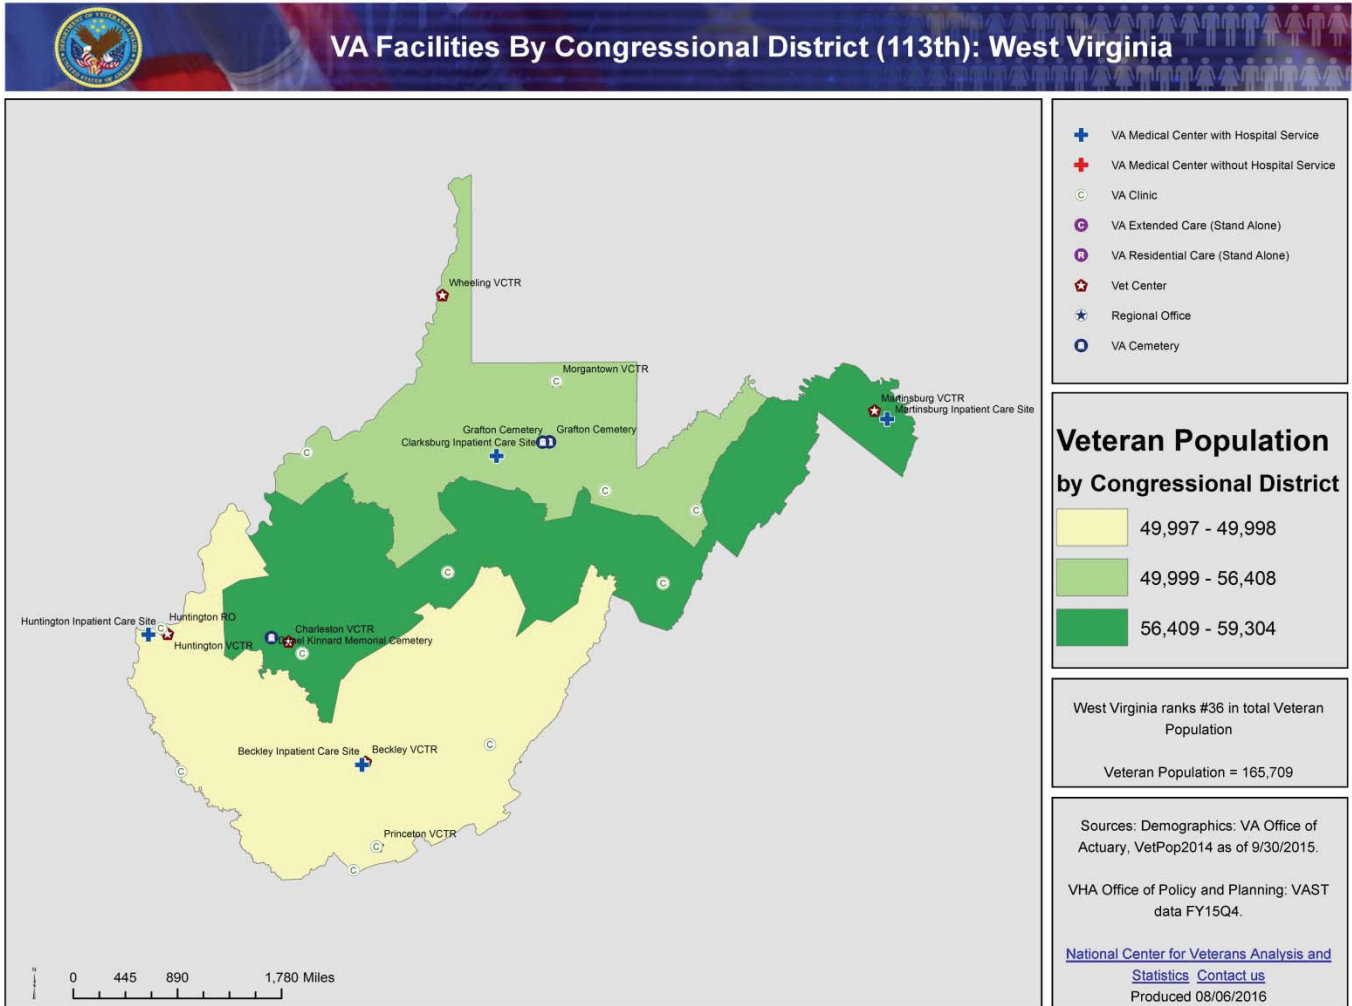 VA Facilities By Congressional District (113th): West Virginia
Wheeling VCTR
Morgantown VCTR
Martinsburg VCTR
Martinsburg Inpatient Care Site
Grafton Cemetery
Grafton Cemetery
Clarksburg Inpatient Care Site
Huntington Inpatient Care Site
Huntington RO
Huntington VCTR
Charleston VCTR
Kinnard Memorial Cemetery
Beckley Inpatient Care Site
Beckley VCTR
Princeton VCTR
C
C
C
C
C
C
C
C
C
C
C
C
N
0 445 890 1,780 Miles
VA Medical Center with Hospital Service
VA Medical Center without Hospital Service
C VA Clinic
C VA Extended Care (Stand Alone)
R VA Residential Care (Stand Alone)
Vet Center
Regional Office
VA Cemetery
Veteran Population
by Congressional District
49,997 - 49,998
49,999 - 56,408
56,409 - 59,304
West Virginia ranks #36 in total Veteran
Population
Veteran Population = 165,709
Sources: Demographics: VA Office of
Actuary, VetPop2014 as of 9/30/2015.
VHA Office of Policy and Planning: VAST
data FY15Q4.
National Center for Veterans Analysis and
Statistics Contact us
Produced 08/06/2016